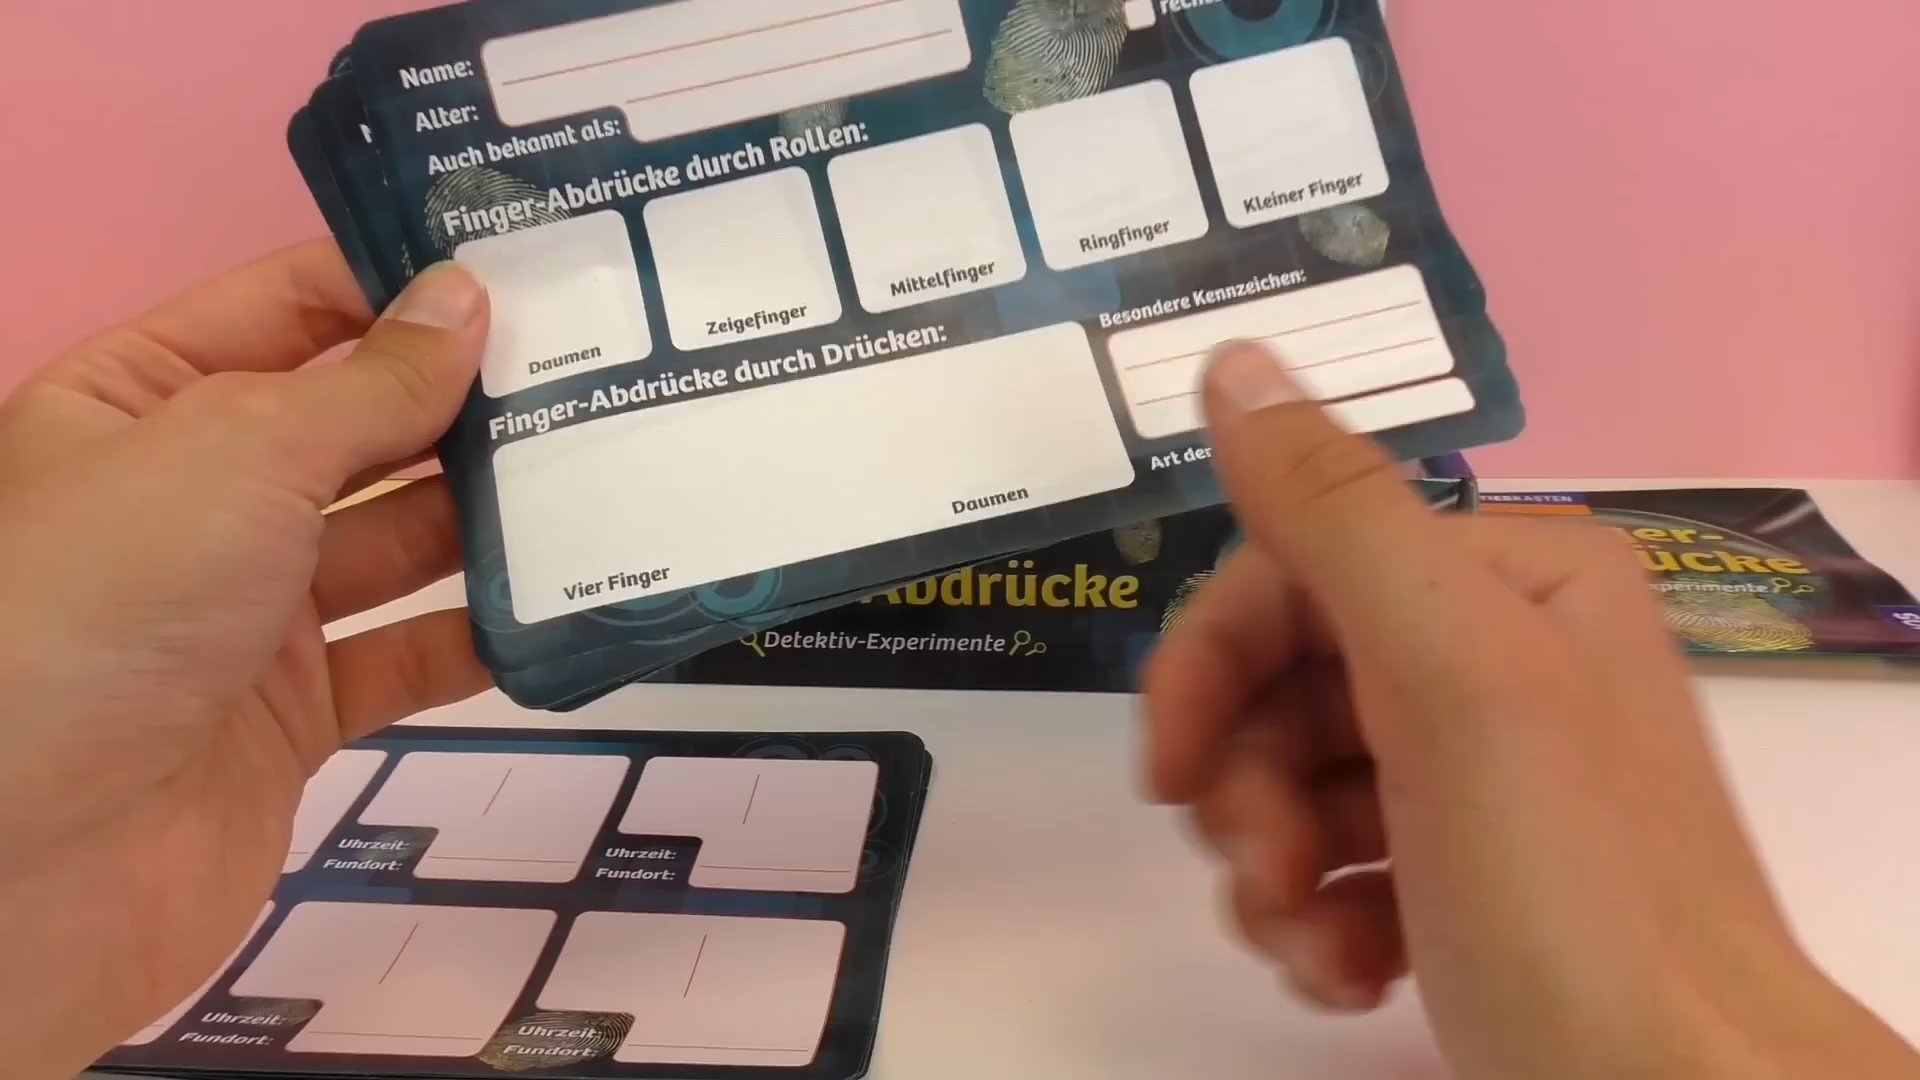 Name:
Alter:
Auch bekannt als:
Finger-Abdrücke durch Rollen:
Daumen
Zeigefinger
Mittelfinger
Ringfinger
Kleiner Finger
Besondere Kennzeichen:
Finger-Abdrücke durch Drücken:
Vier Finger
Daumen
Art der
Abdrücke
Detektiv-Experimente
Uhrzeit:
Fundort:
Uhrzeit:
Fundort:
Uhrzeit:
Fundort:
Uhrzeit:
Fundort: